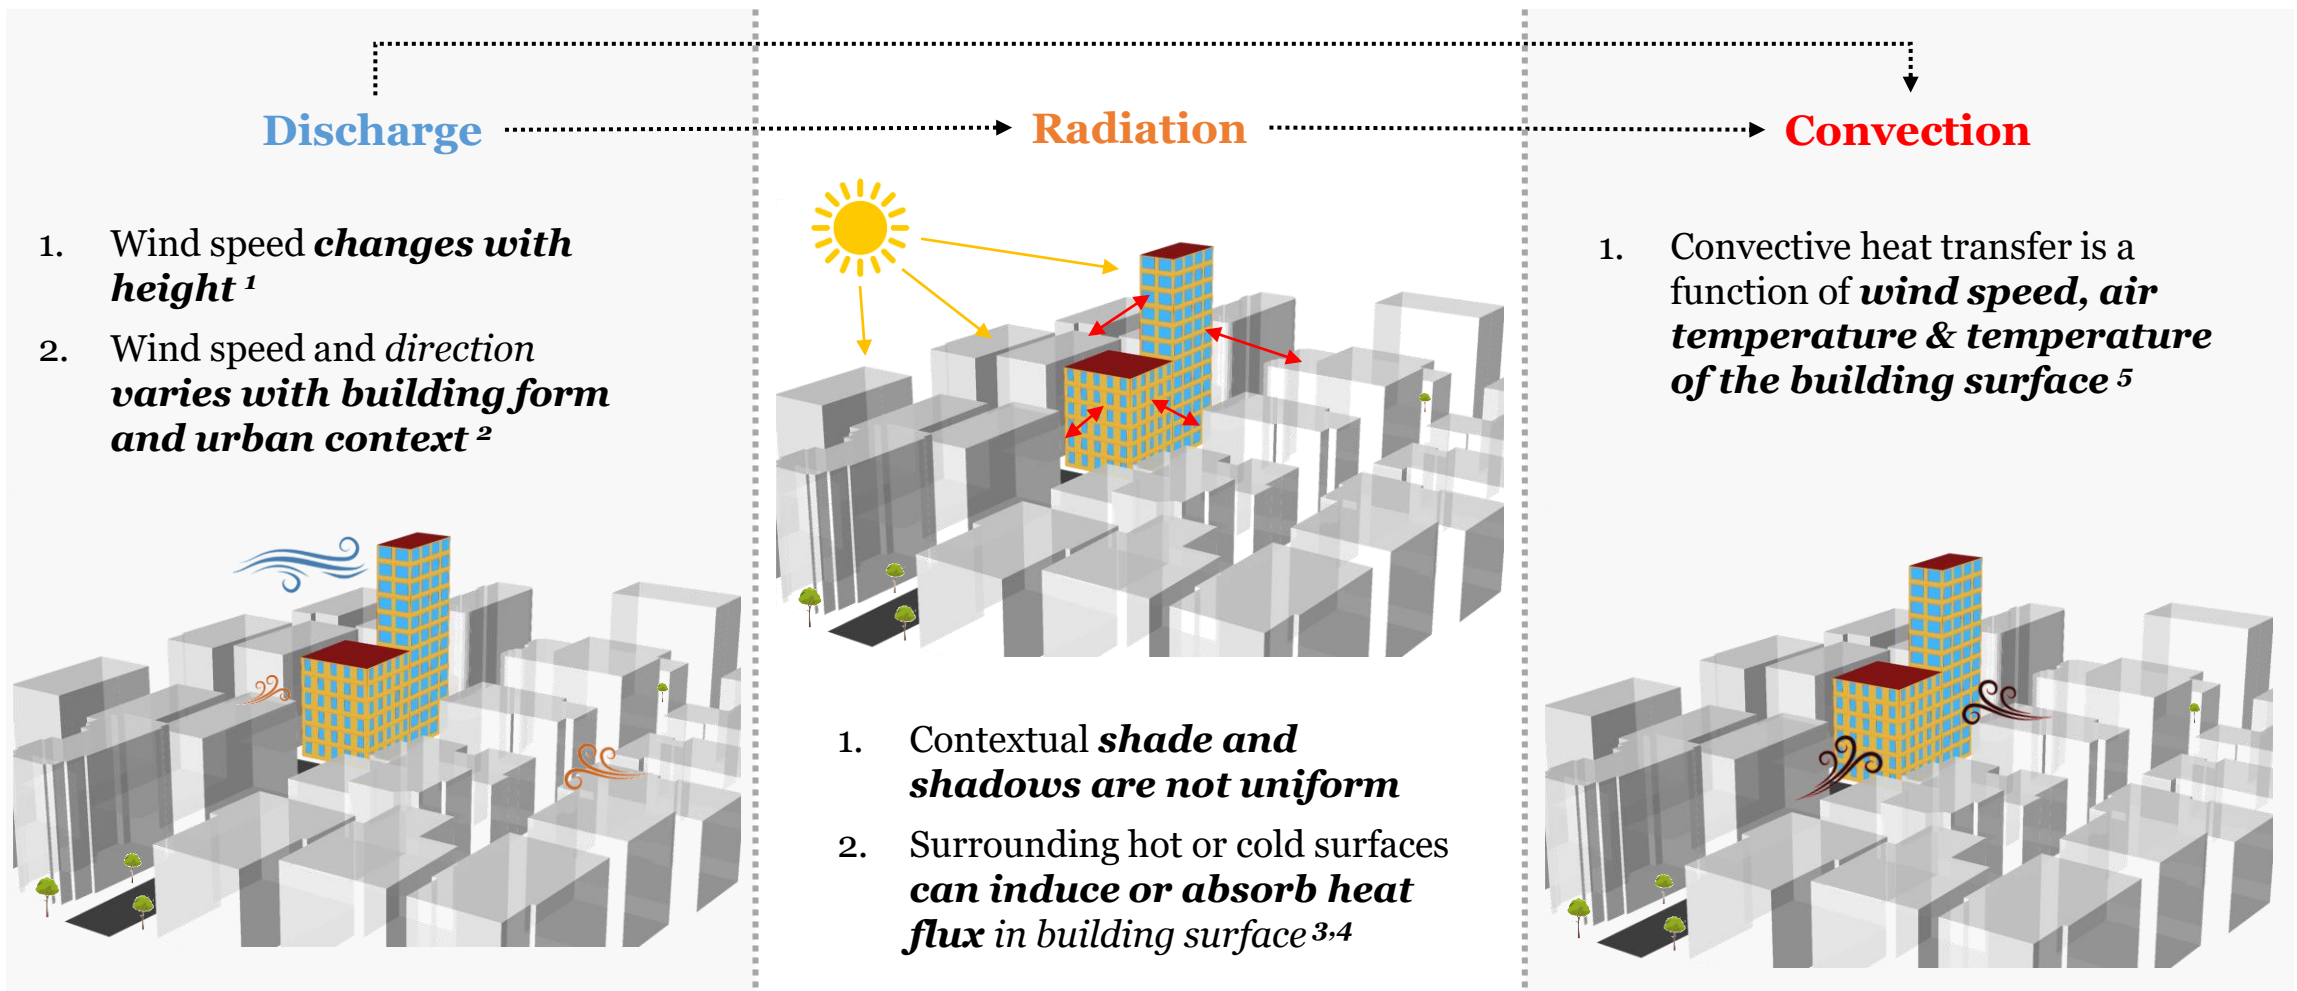 Discharge
1. Wind speed changes with
height 1
2. Wind speed and direction
varies with building form
and urban context 2
Radiation
1. Contextual shade and
shadows are not uniform
2. Surrounding hot or cold surfaces
can induce or absorb heat
flux in building surface 3,4
Convection
1. Convective heat transfer is a
function of wind speed, air
temperature & temperature
of the building surface 5